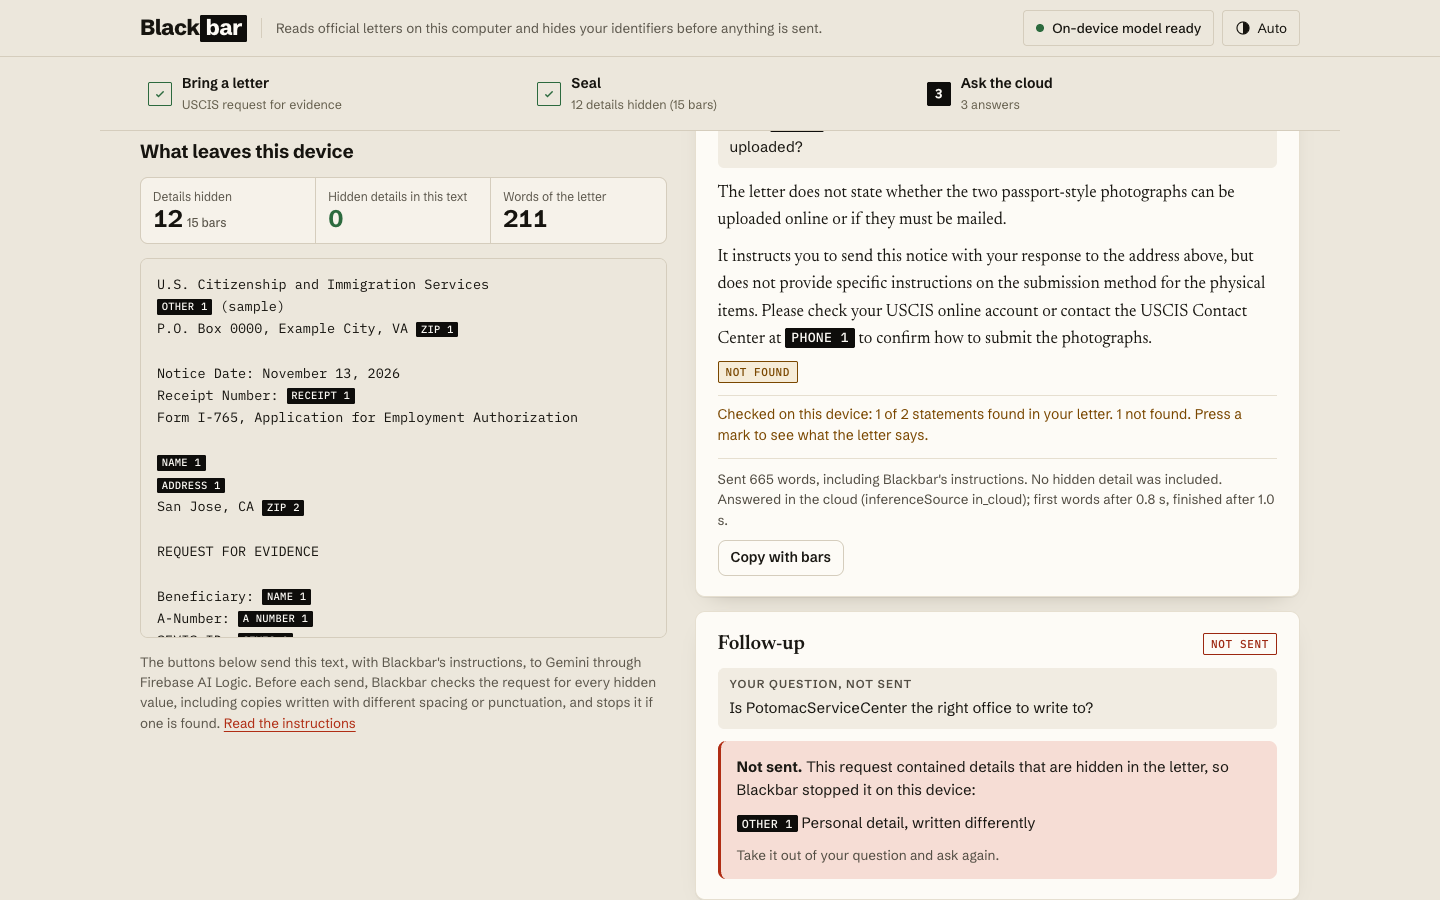 Blackbar
Reads official letters on this computer and hides your identifiers before anything is sent.
On-device model ready
Auto
Bring a letter
USCIS request for evidence
Seal
12 details hidden (15 bars)
3
Ask the cloud
3 answers
What leaves this device
Details hidden
12 15 bars
Hidden details in this text
0
Words of the letter
211
U.S. Citizenship and Immigration Services
OTHER 1 (sample)
P.O. Box 0000, Example City, VA ZIP 1
Notice Date: November 13, 2026
Receipt Number: RECEIPT 1
Form I-765, Application for Employment Authorization
NAME 1
ADDRESS 1
San Jose, CA ZIP 2
REQUEST FOR EVIDENCE
Beneficiary: NAME 1
A-Number: A NUMBER 1
The buttons below send this text, with Blackbar's instructions, to Gemini through
Firebase AI Logic. Before each send, Blackbar checks the request for every hidden
value, including copies written with different spacing or punctuation, and stops it if
one is found. Read the instructions
uploaded?
The letter does not state whether the two passport-style photographs can be
uploaded online or if they must be mailed.
It instructs you to send this notice with your response to the address above, but
does not provide specific instructions on the submission method for the physical
items. Please check your USCIS online account or contact the USCIS Contact
Center at PHONE 1 to confirm how to submit the photographs.
NOT FOUND
Checked on this device: 1 of 2 statements found in your letter. 1 not found. Press a
mark to see what the letter says.
Sent 665 words, including Blackbar's instructions. No hidden detail was included.
Answered in the cloud (inferenceSource in_cloud); first words after 0.8 s, finished after 1.0
s.
Copy with bars
Follow-up
NOT SENT
YOUR QUESTION, NOT SENT
Is PotomacServiceCenter the right office to write to?
Not sent. This request contained details that are hidden in the letter, so
Blackbar stopped it on this device:
OTHER 1 Personal detail, written differently
Take it out of your question and ask again.